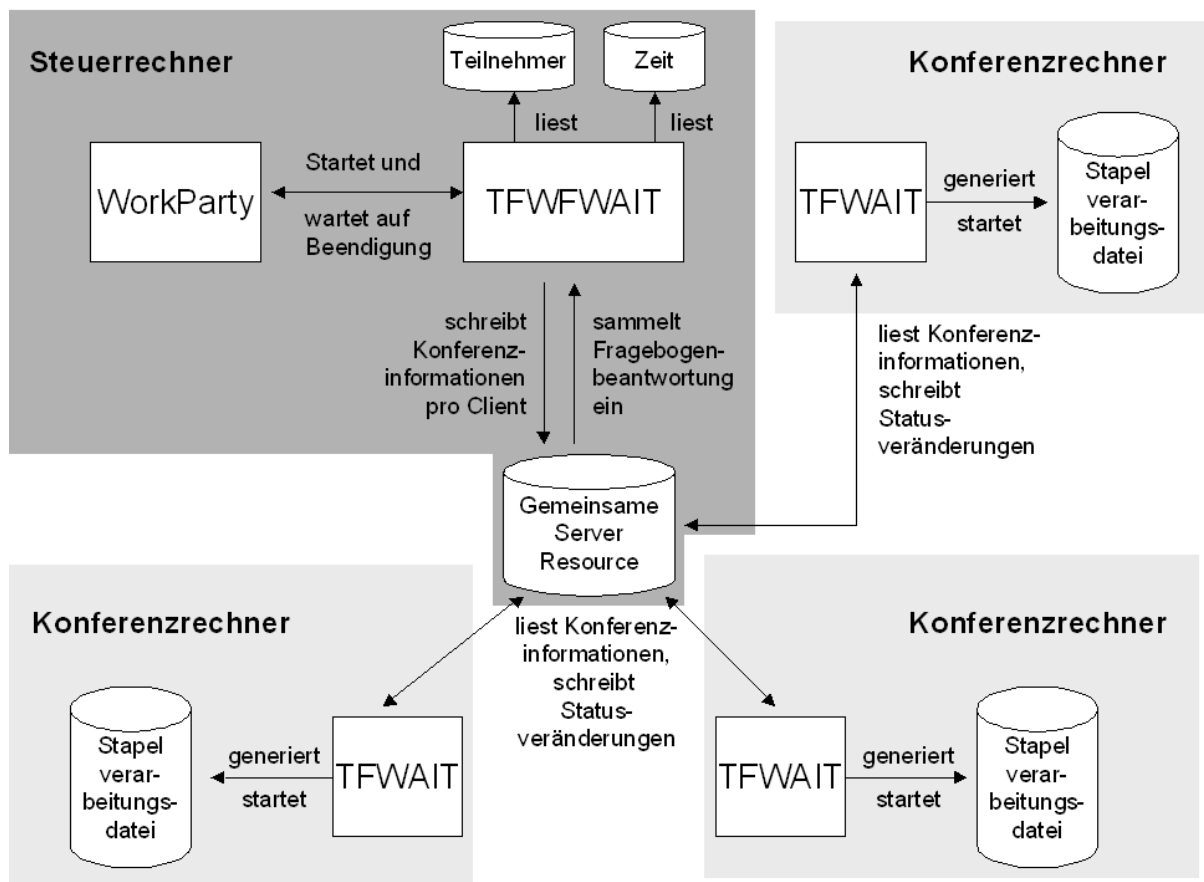 Steuerrechner
Teilnehmer
Zeit
liest
liest
WorkParty
Startet und
wartet auf
Beendigung
TFWFWAIT
schreibt
Konferenz-
informationen
pro Client
sammelt
Fragebogen-
beantwortung
ein
Gemeinsame
Server
Resource
Konferenzrechner
TFWAIT
generiert
startet
Stapel
verar-
beitungs-
datei
liest Konferenz-
informationen,
schreibt
Status-
veränderungen
Konferenzrechner
Stapel
verar-
beitungs-
datei
generiert
startet
TFWAIT
liest Konferenz-
informationen,
schreibt
Status-
veränderungen
Konferenzrechner
TFWAIT
generiert
startet
Stapel
verar-
beitungs-
datei